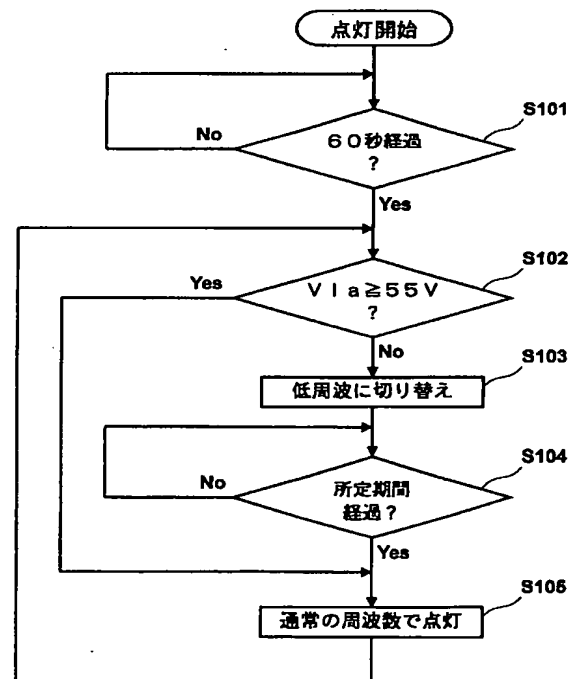 点灯開始
S101
No
60秒経過
?
Yes
S102
Yes
Vla≧55V
?
No
S103
低周波に切り替え
S104
No
所定期間
経過?
Yes
S105
通常の周波数で点灯